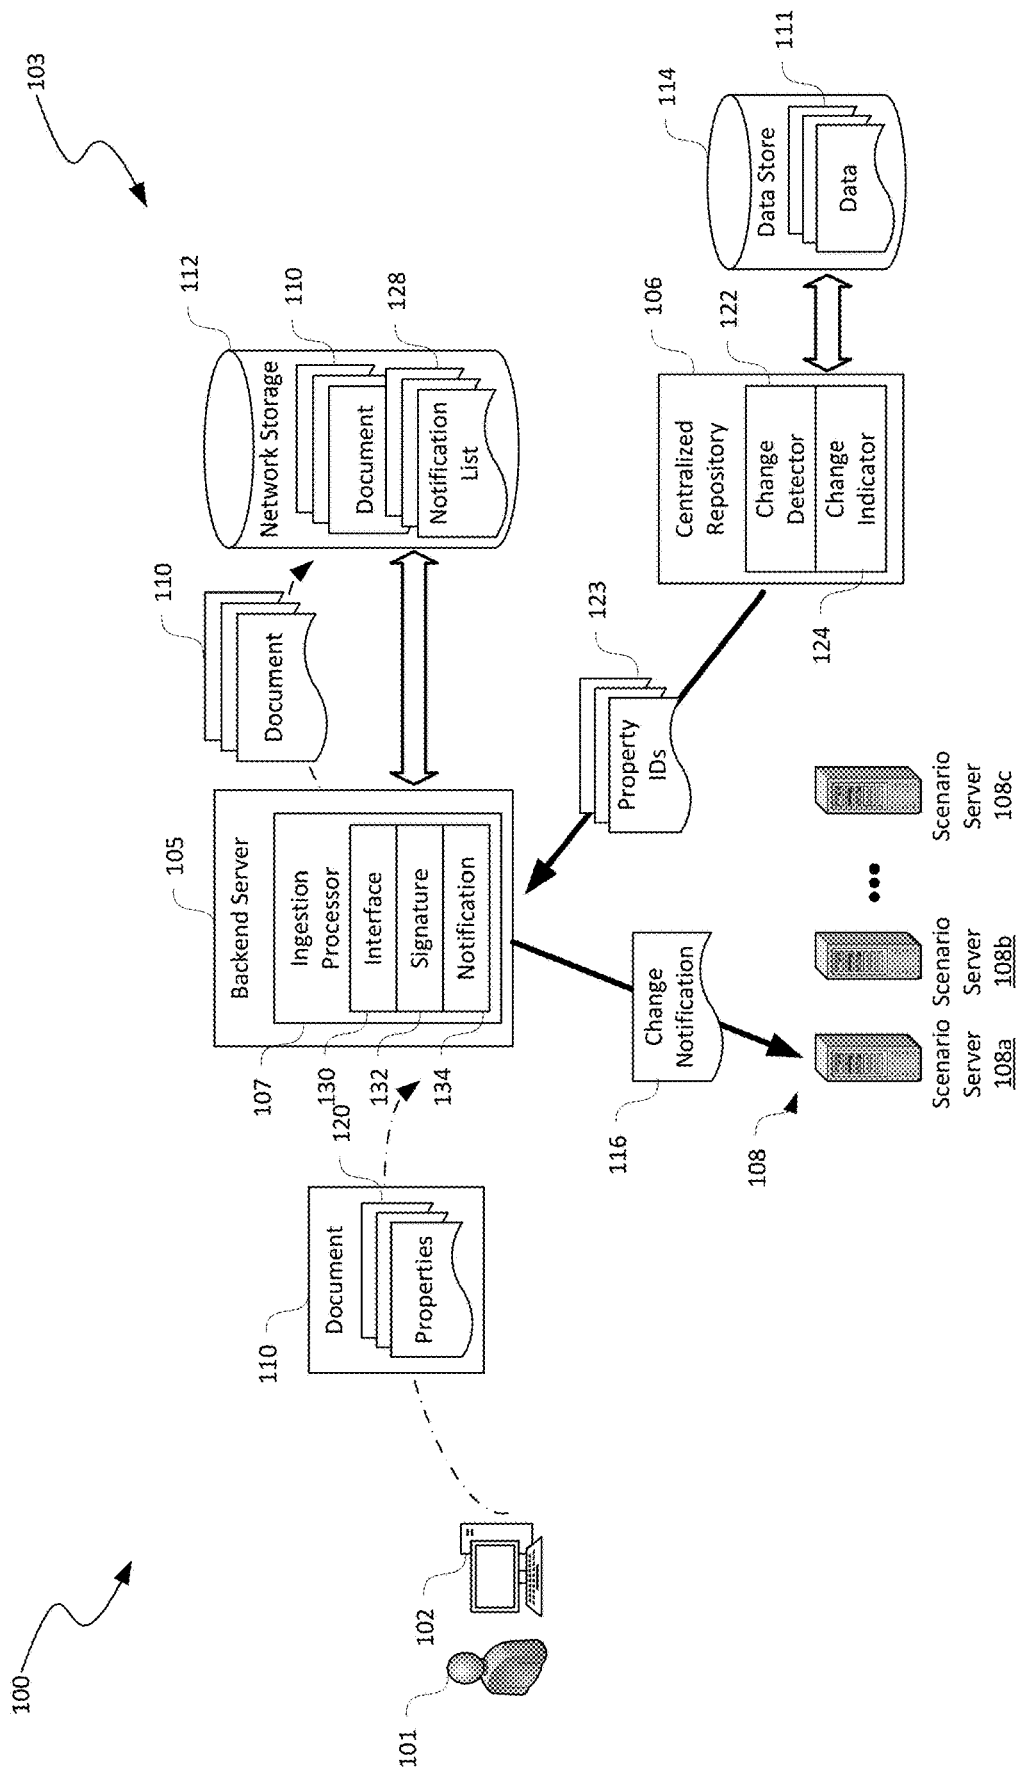 100
103
101
102
110
Document
Properties
120
105
Backend Server
107
Ingestion
Processor
130
Interface
132
Signature
134
Notification
110
Document
112
Network Storage
110
Document
128
Notification
List
123
Property
IDs
106
Centralized
Repository
122
Change
Detector
124
Change
Indicator
114
Data Store
111
Data
116
Change
Notification
108
Scenario
Server
108a
Scenario
Server
108b
Scenario
Server
108c